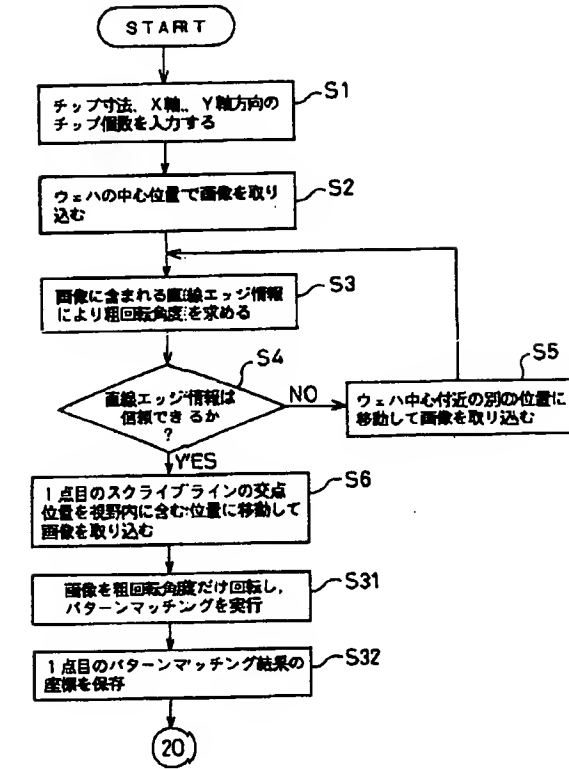 START
S1
チップ寸法、X軸、Y軸方向の
チップ個数を入力する
S2
ウェハの中心位置で画像を取り
込む
S3
画像に含まれる直線エッジ情報
により粗回転角度を求める
S4
直線エッジ情報は
信頼できるか
?
NO
S5
ウェハ中心付近の別の位置に
移動して画像を取り込む
YES
S6
1点目のスクライブラインの交点
位置を視野内に含む位置に移動して
画像を取り込む
S31
画像を粗回転角度だけ回転し,
パターンマッチングを実行
S32
1点目のパターンマッチング結果の
座標を保存
20